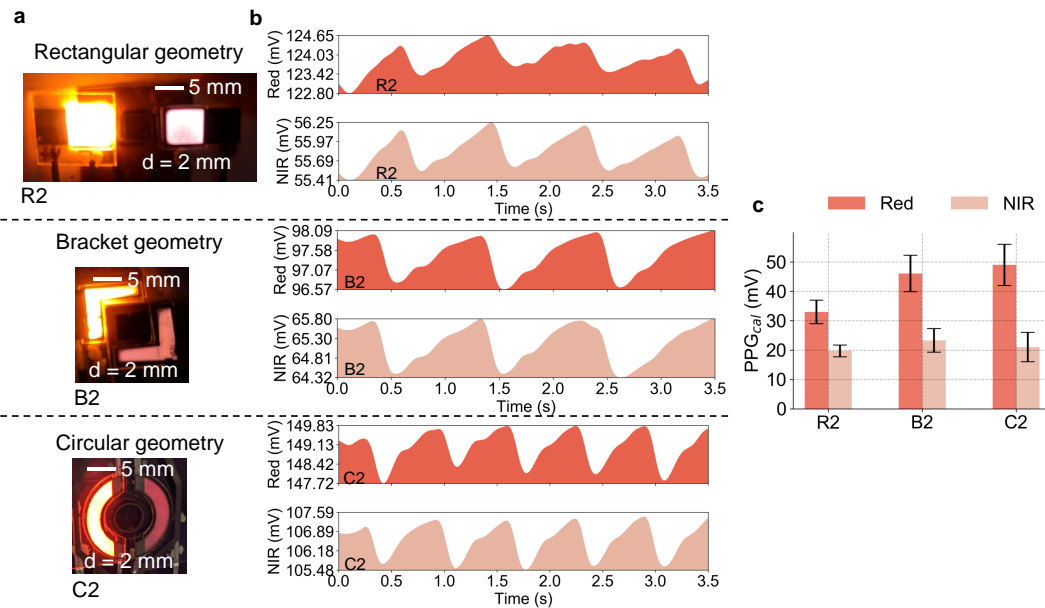 a
Rectangular geometry
5 mm
d = 2 mm
R2
Bracket geometry
5 mm
d = 2 mm
B2
Circular geometry
5 mm
d = 2 mm
C2
b
Red (mV)
124.65
124.03
123.42
122.80
R2
NIR (mV)
56.25
55.97
55.69
55.41
R2
0.0 0.5 1.0 1.5 2.0 2.5 3.0 3.5
Time (s)
Red (mV)
98.09
97.58
97.07
96.57
B2
NIR (mV)
65.80
65.30
64.81
64.32
B2
0.0 0.5 1.0 1.5 2.0 2.5 3.0 3.5
Time (s)
Red (mV)
149.83
149.13
148.42
147.72
C2
NIR (mV)
107.59
106.89
106.18
105.48
C2
0.0 0.5 1.0 1.5 2.0 2.5 3.0 3.5
Time (s)
c
Red NIR
PPGcal (mV)
50
40
30
20
10
0
R2 B2 C2